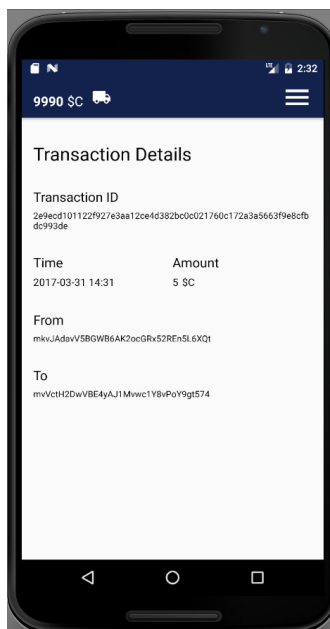 LTE 2:32
9990 $C
Transaction Details
Transaction ID
2e9ecd101122f927e3aa12ce4d382bc0c021760c172a3a5663f9e8cfb
dc993de
Time Amount
2017-03-31 14:31 5 $C
From
mkvJAdavV5BGWB6AK2ocGRx52REn5L6XQt
To
mvVctH2DwVBE4yAJ1Mvwc1Y8vPoY9gt574